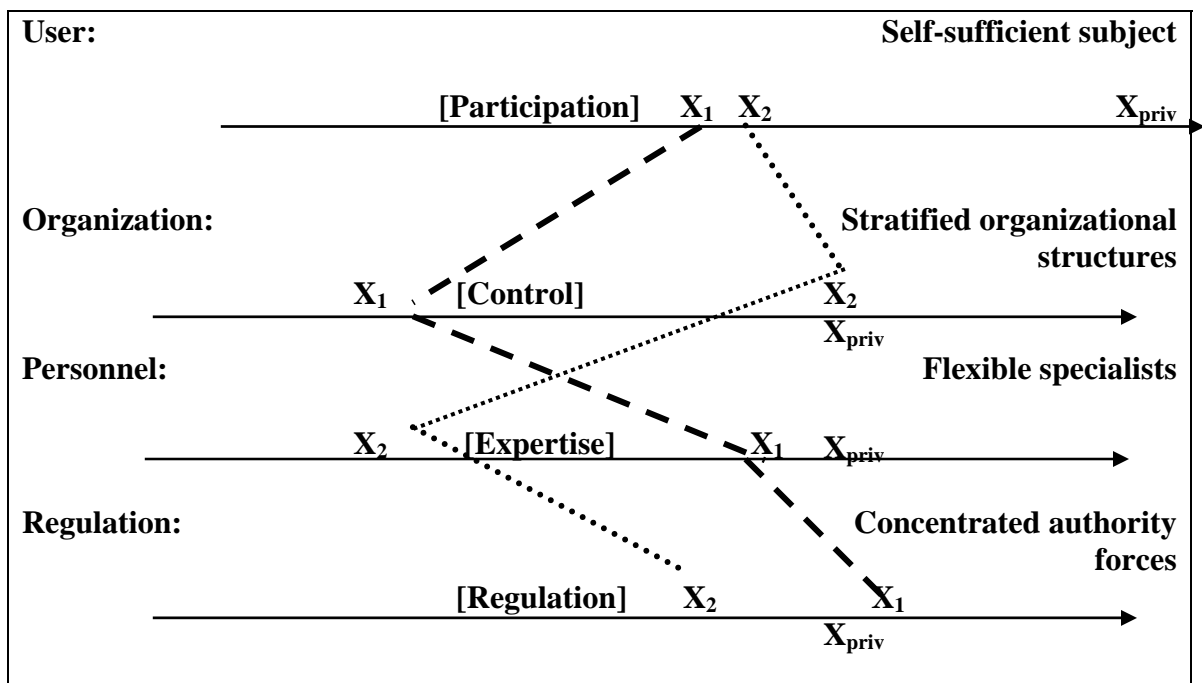 User: Self-sufficient subject
[Participation] X₁ X₂ Xpriv
Organization: Stratified organizational
structures
X₁ [Control] X₂
Xpriv
Personnel: Flexible specialists
X₂ [Expertise] X₁ Xpriv
Regulation: Concentrated authority
forces
[Regulation] X₂ X₁
Xpriv